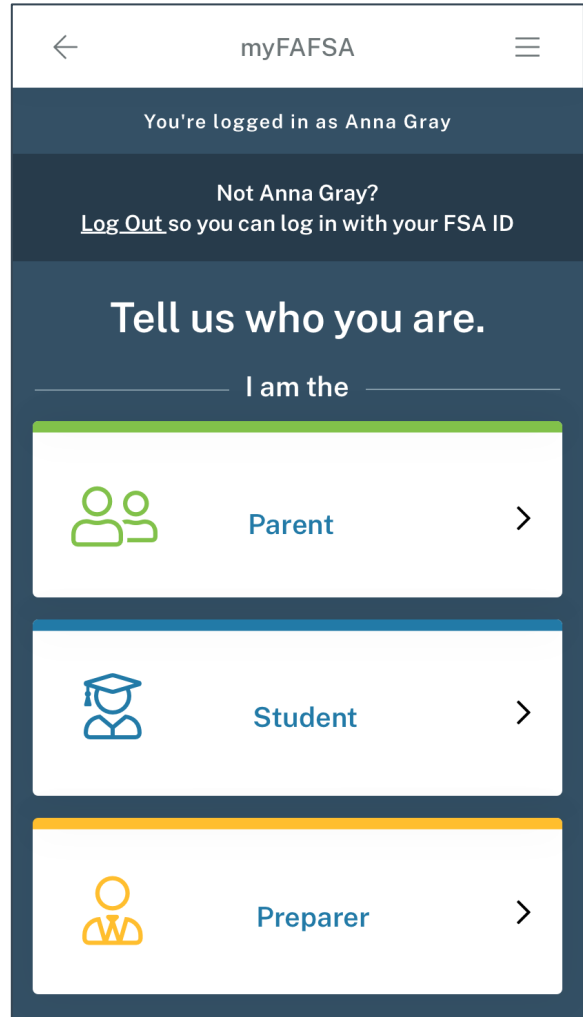 myFAFSA
You're logged in as Anna Gray
Not Anna Gray?
Log Out so you can log in with your FSA ID
Tell us who you are.
I am the
Parent
Student
Preparer